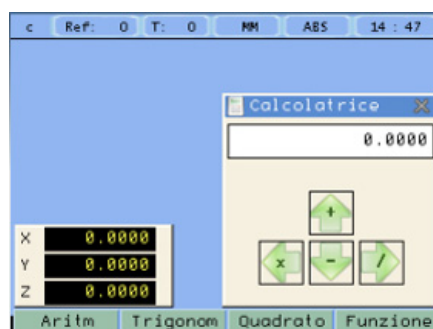 c Ref: 0 T: 0 MM ABS 14 : 47
Calcolatrice
0.0000
+
x - /
X 0.0000
Y 0.0000
Z 0.0000
Aritm Trigonom Quadrato Funzione